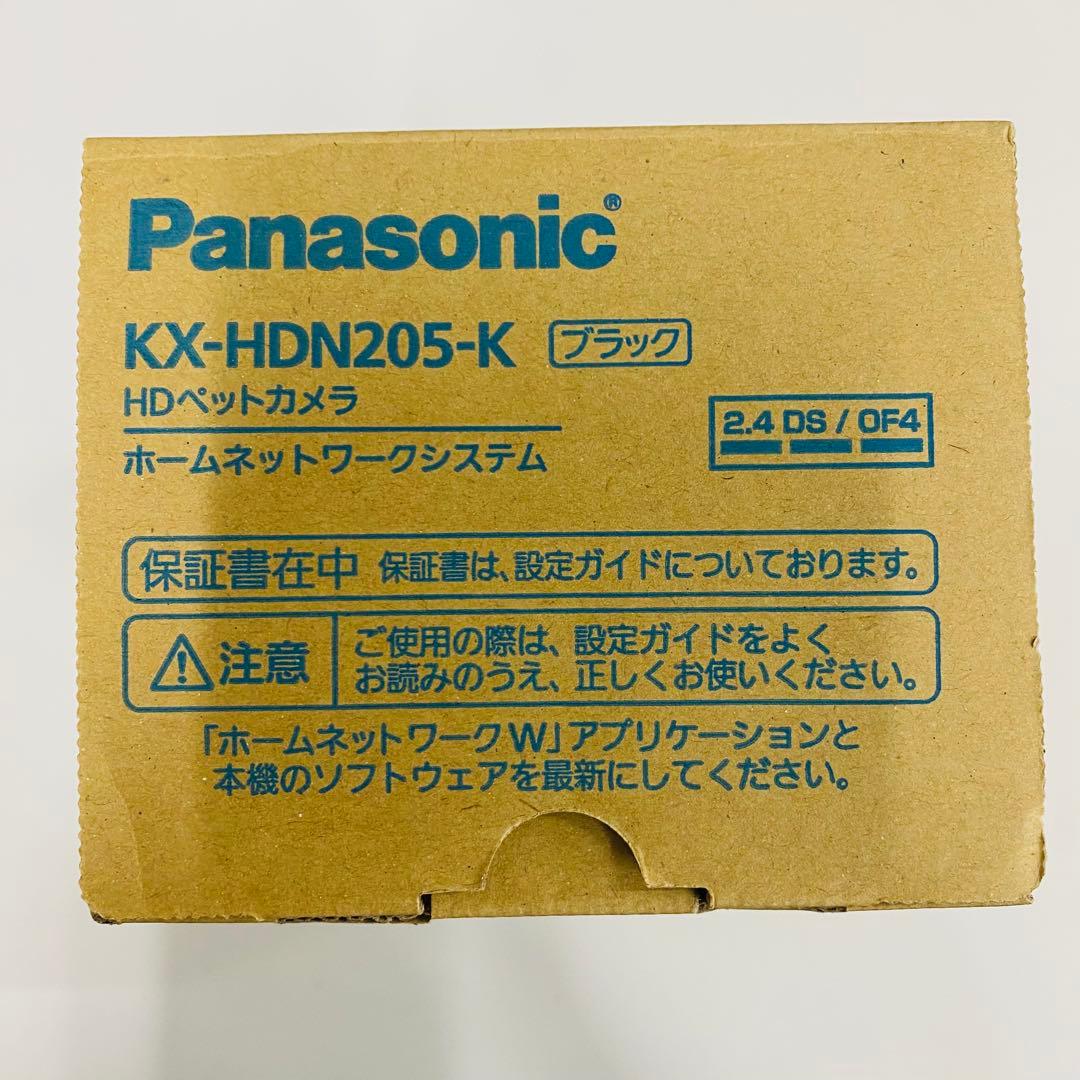 Panasonic®
KX-HDN205-K ブラック
HDペットカメラ
2.4 DS / OF4
ホームネットワークシステム
保証書在中 保証書は、設定ガイドについております。
注意
ご使用の際は、設定ガイドをよく
お読みのうえ、正しくお使いください。
「ホームネットワークW」アプリケーションと
本機のソフトウェアを最新にしてください。